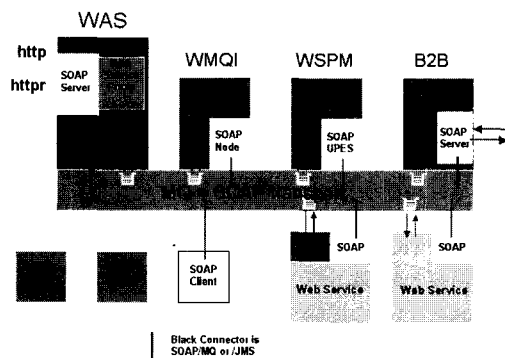 WAS
http
httpr
SOAP
Server
WMQI
SOAP
Node
WSPM
SOAP
UPES
B2B
SOAP
Server
SOAP
Client
SOAP
Web Service
SOAP
Web Service
Black Connector is
SOAP/MQ or /JMS